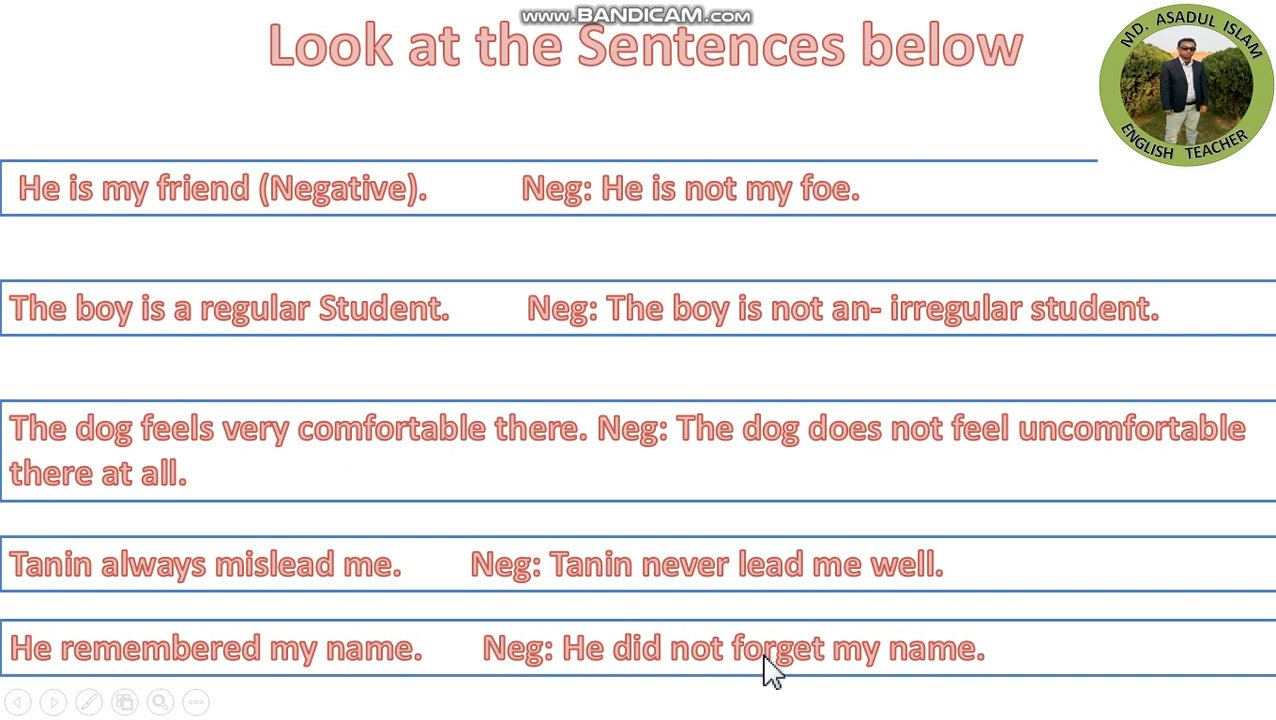 www.BANDICAM.com
Look at the Sentences below
MD. ASADUL ISLAM
ENGLISH TEACHER
He is my friend (Negative). Neg: He is not my foe.
The boy is a regular Student. Neg: The boy is not an- irregular student.
The dog feels very comfortable there. Neg: The dog does not feel uncomfortable
there at all.
Tanin always mislead me. Neg: Tanin never lead me well.
He remembered my name. Neg: He did not forget my name.